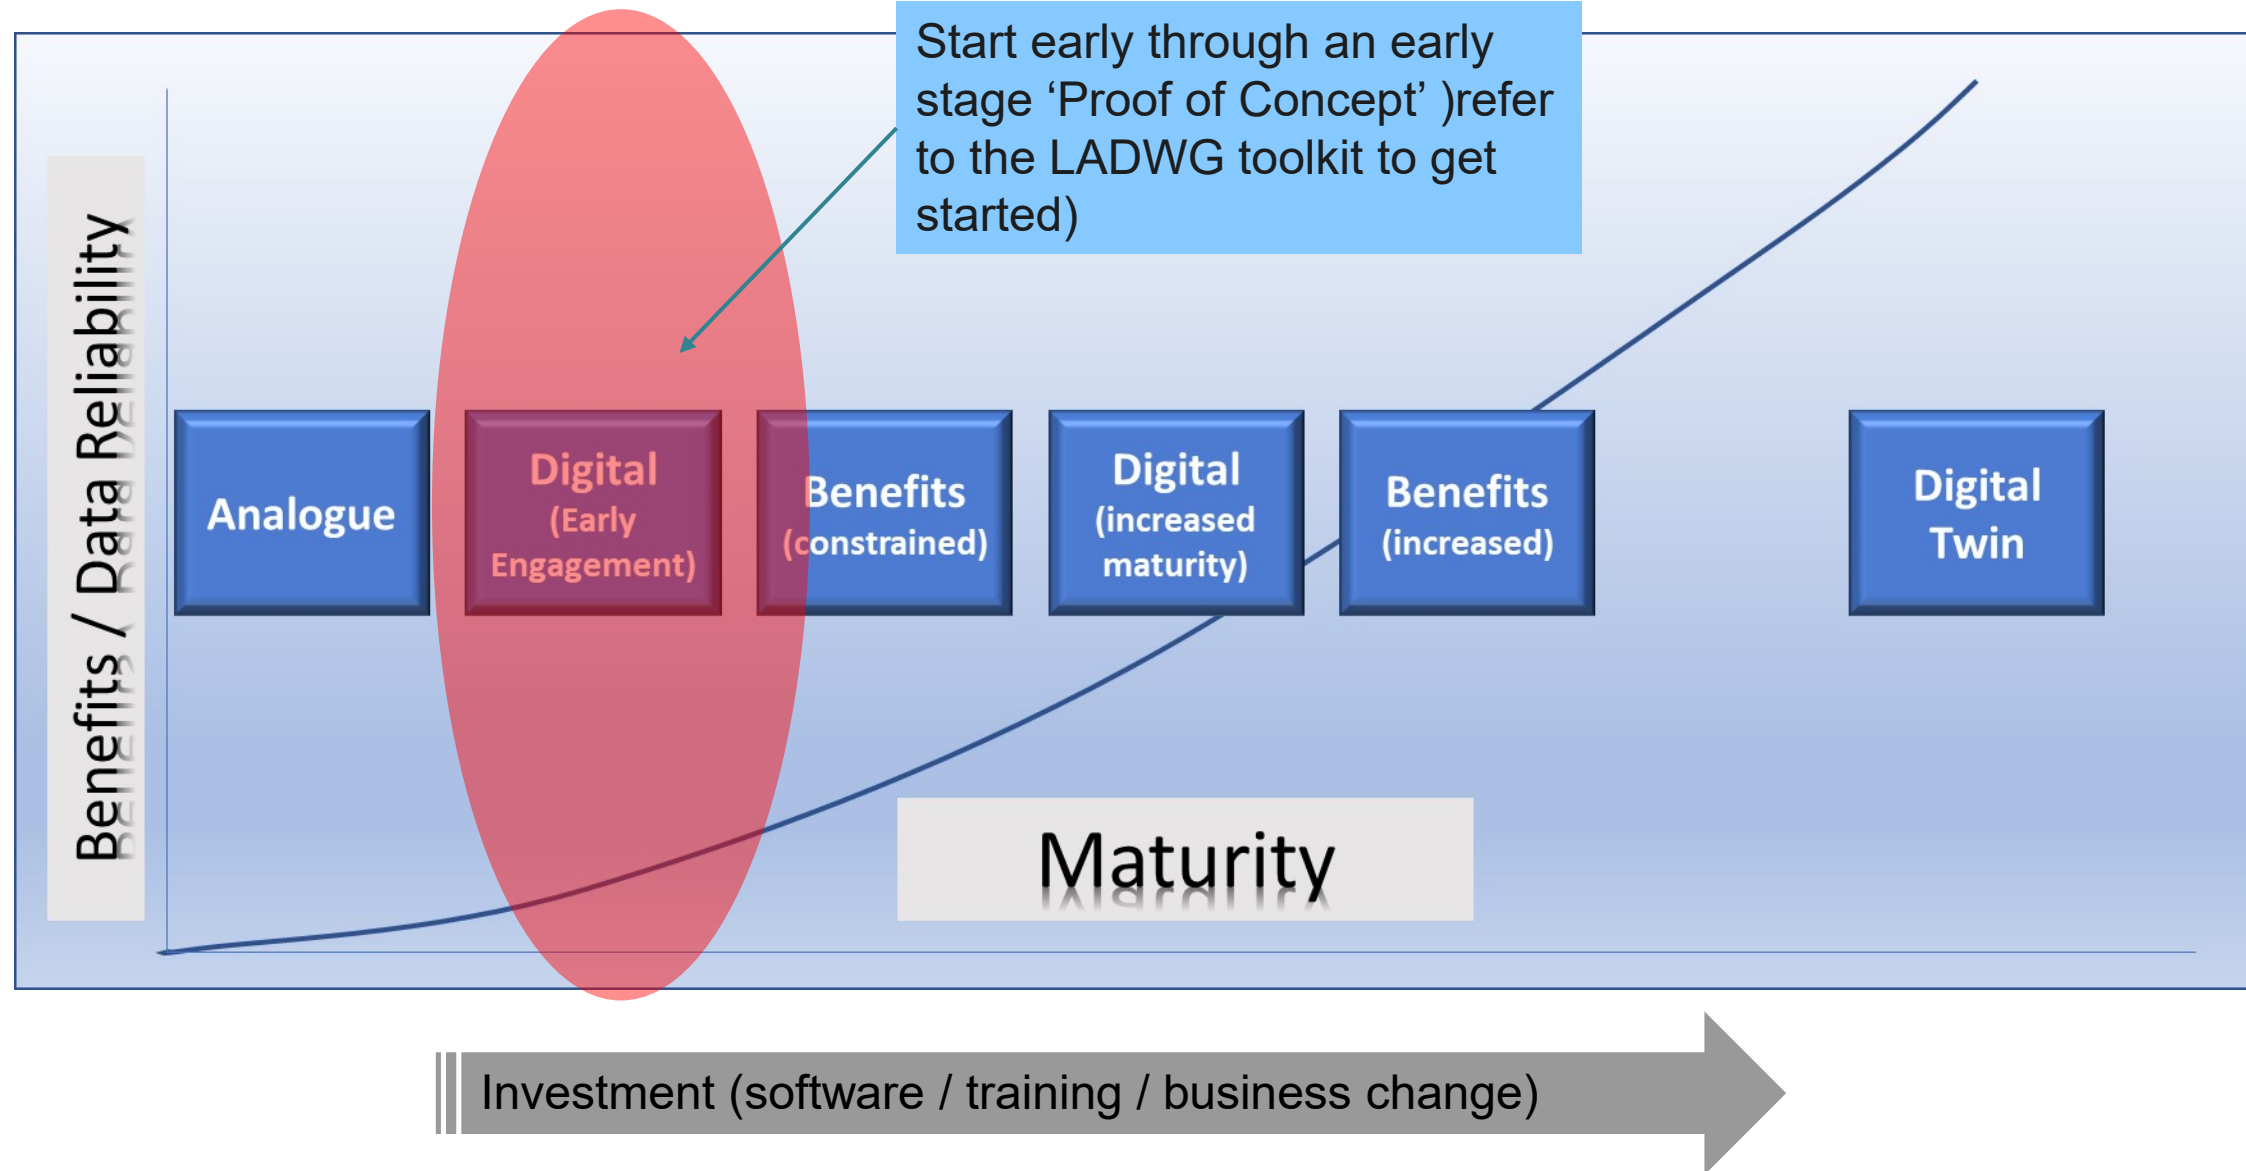 Start early through an early
stage ‘Proof of Concept’ )refer
to the LADWG toolkit to get
started)
Benefits / Data Reliability
Analogue
Digital
(Early
Engagement)
Benefits
(constrained)
Digital
(increased
maturity)
Benefits
(increased)
Digital
Twin
Maturity
Investment (software / training / business change)